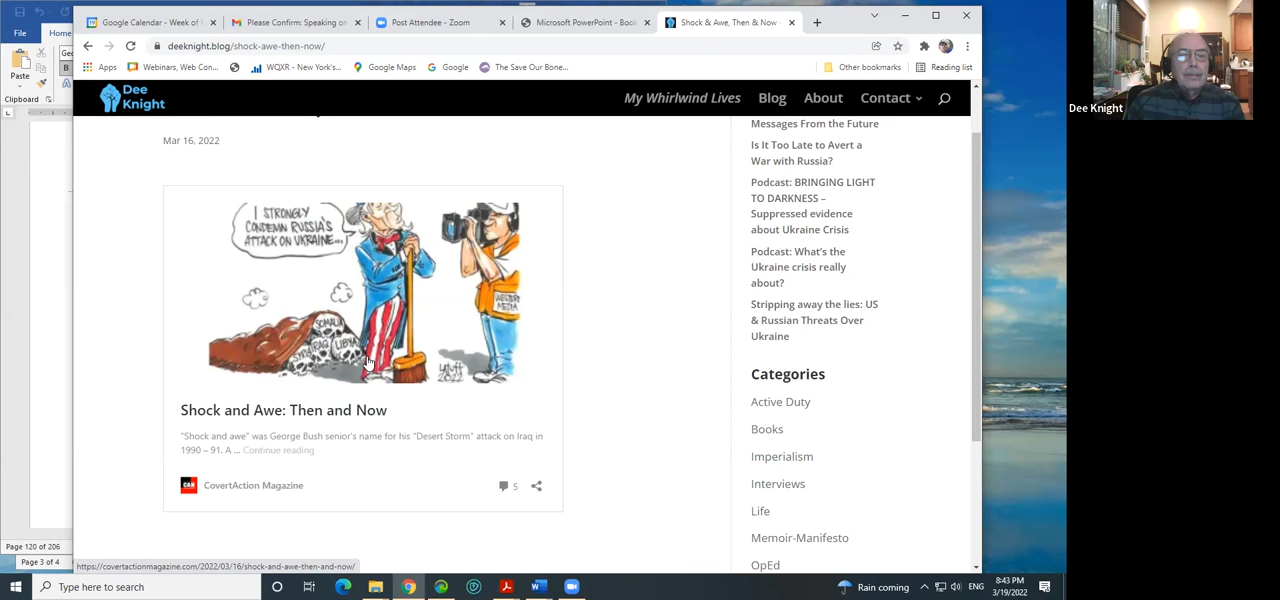 Google Calendar - Week of
Please Confirm: Speaking on
Post Attendee - Zoom
Microsoft PowerPoint - Book
Shock & Awe, Then & Now -
File
Home
deeknight.blog/shock-awe-then-now/
Paste
Clipboard
Apps
Webinars, Web Con...
WQXR - New York's...
Google Maps
Google
The Save Our Bone...
Other bookmarks
Reading list
Dee
Knight
My Whirlwind Lives
Blog
About
Contact
Dee Knight
Mar 16, 2022
I STRONGLY
CONDEMN RUSSIA'S
ATTACK ON UKRAINE...
WESTERN
MEDIA
SOMALIA
SYRIA
IRAQ
LIBYA
Latuff
2022
Shock and Awe: Then and Now
"Shock and awe" was George Bush senior's name for his "Desert Storm" attack on Iraq in
1990 – 91. A ... Continue reading
CAM
CovertAction Magazine
5
Messages From the Future
Is It Too Late to Avert a
War with Russia?
Podcast: BRINGING LIGHT
TO DARKNESS –
Suppressed evidence
about Ukraine Crisis
Podcast: What's the
Ukraine crisis really
about?
Stripping away the lies: US
& Russian Threats Over
Ukraine
Categories
Active Duty
Books
Imperialism
Interviews
Life
Memoir-Manifesto
OpEd
Page 120 of 206
Page 3 of 4
https://covertactionmagazine.com/2022/03/16/shock-and-awe-then-and-now/
Type here to search
Rain coming
ENG
8:43 PM
3/19/2022